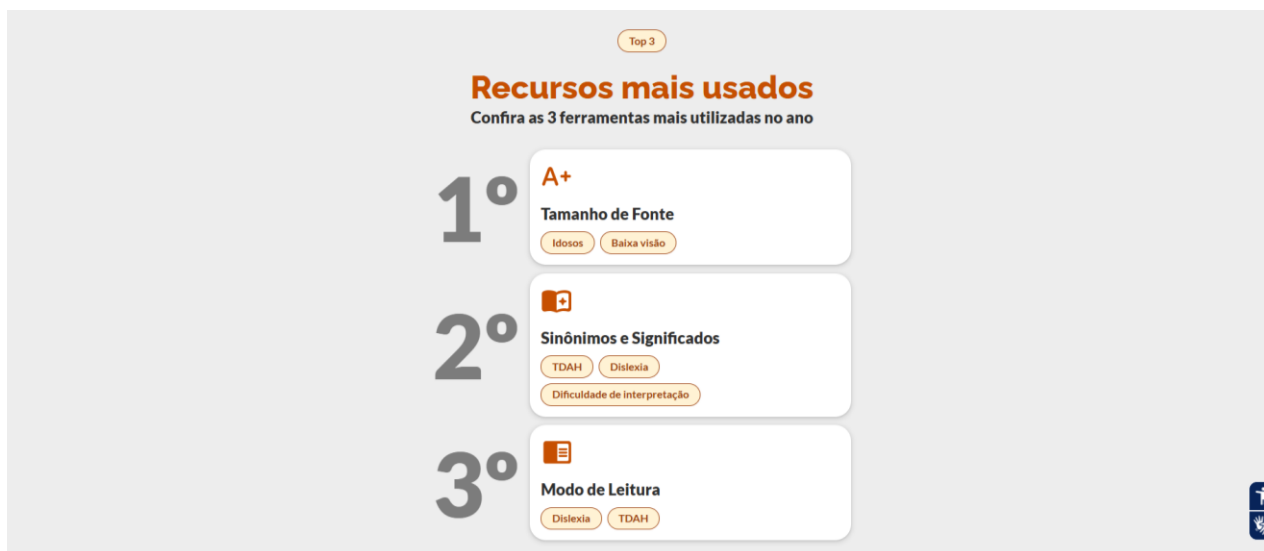 Top 3
Recursos mais usados
Confira as 3 ferramentas mais utilizadas no ano
1º
A+
Tamanho de Fonte
Idosos Baixa visão
2º
Sinônimos e Significados
TDAH Dislexia
Dificuldade de interpretação
3º
Modo de Leitura
Dislexia TDAH